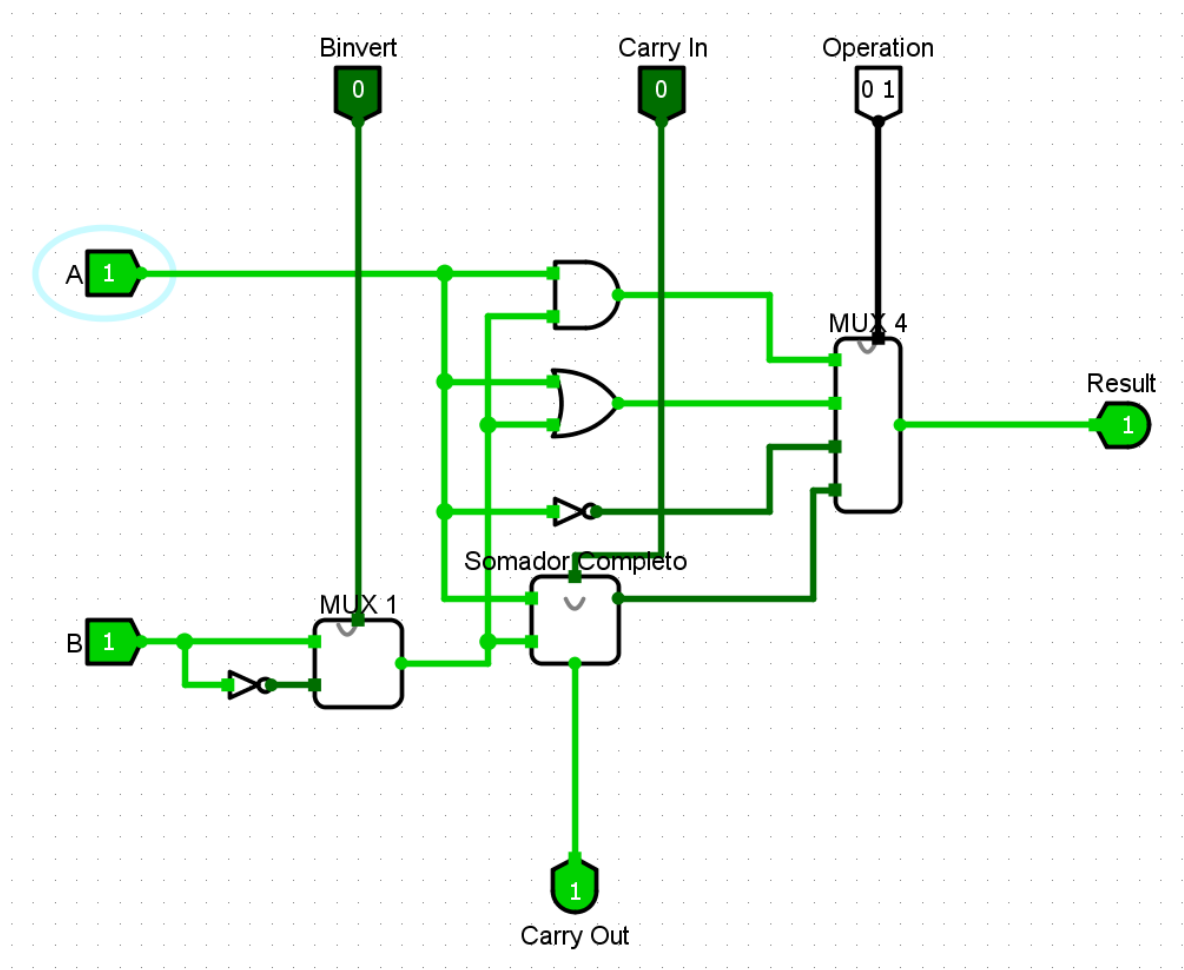 Binvert
Carry In
Operation
0
0
0 1
A
1
MUX 4
Result
1
Somador Completo
MUX 1
B
1
1
Carry Out